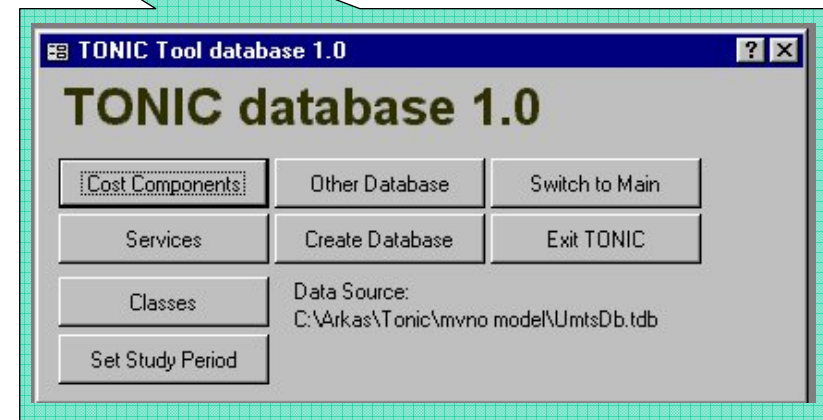 TONIC Tool database 1.0
TONIC database 1.0
Cost Components
Other Database
Switch to Main
Services
Create Database
Exit TONIC
Classes
Data Source:
C:\Arkas\Tonic\mvno model\UmtsDb.tdb
Set Study Period